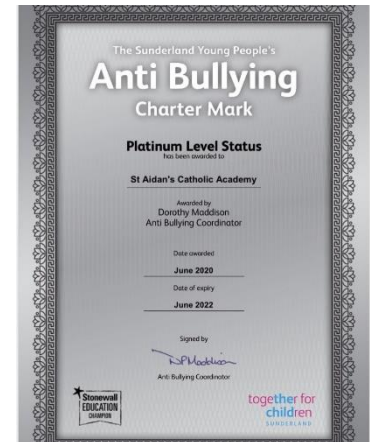 The Sunderland Young People's
Anti Bullying
Charter Mark
Platinum Level Status
has been awarded to
St Aidan's Catholic Academy
Awarded by
Dorothy Maddison
Anti Bullying Coordinator
Date awarded
June 2020
Date of expiry
June 2022
Signed by
DPMaddison
Anti Bullying Coordinator
Stonewall
EDUCATION
CHAMPION
together for
children
SUNDERLAND